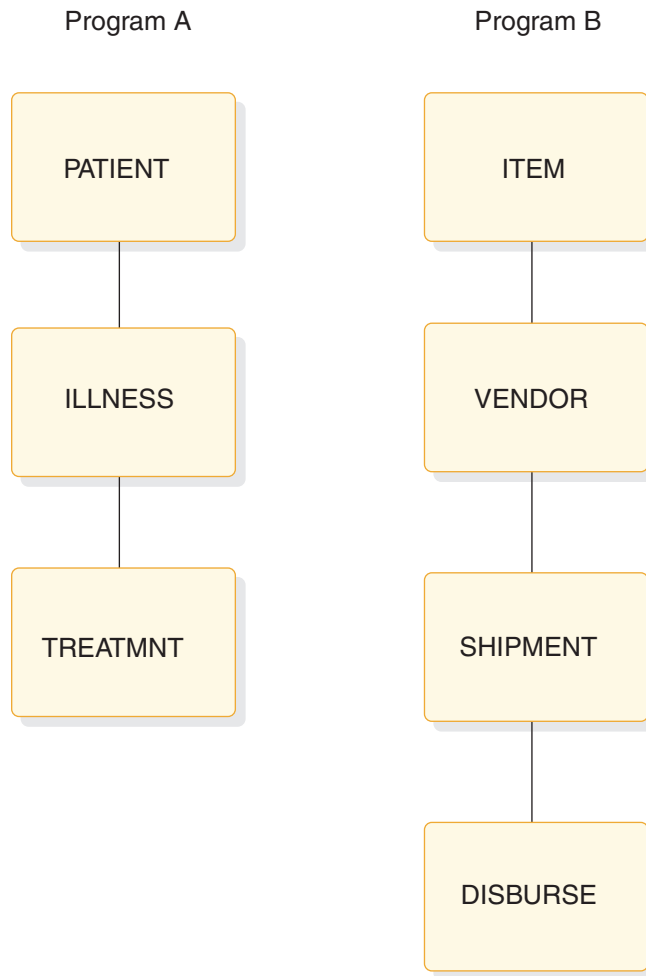 Program A
Program B
PATIENT
ITEM
ILLNESS
VENDOR
TREATMNT
SHIPMENT
DISBURSE